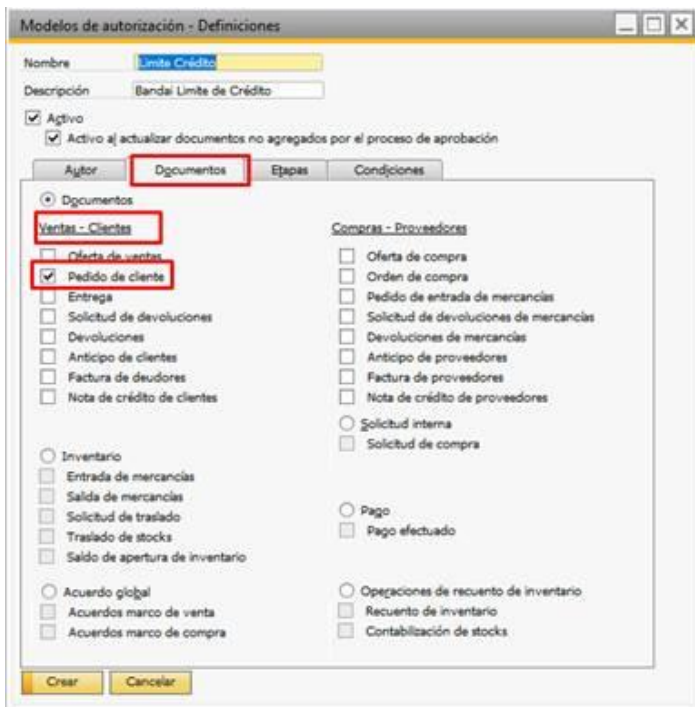 Modelos de autorización - Definiciones
Nombre Limite Crédito
Descripción Bandai Limite de Crédito
Activo
Activo al actualizar documentos no agregados por el proceso de aprobación
Autor Documentos Etapas Condiciones
Documentos
Ventas - Clientes
Oferta de ventas
Pedido de cliente
Entrega
Solicitud de devoluciones
Devoluciones
Anticipo de clientes
Factura de deudores
Nota de crédito de clientes
Compras - Proveedores
Oferta de compra
Orden de compra
Pedido de entrada de mercancías
Solicitud de devoluciones de mercancías
Devoluciones de mercancías
Anticipo de proveedores
Factura de proveedores
Nota de crédito de proveedores
Solicitud interna
Solicitud de compra
Inventario
Entrada de mercancías
Salida de mercancías
Solicitud de traslado
Traslado de stocks
Saldo de apertura de inventario
Pago
Pago efectuado
Acuerdo global
Acuerdos marco de venta
Acuerdos marco de compra
Operaciones de recuento de inventario
Recuento de inventario
Contabilización de stocks
Crear Cancelar